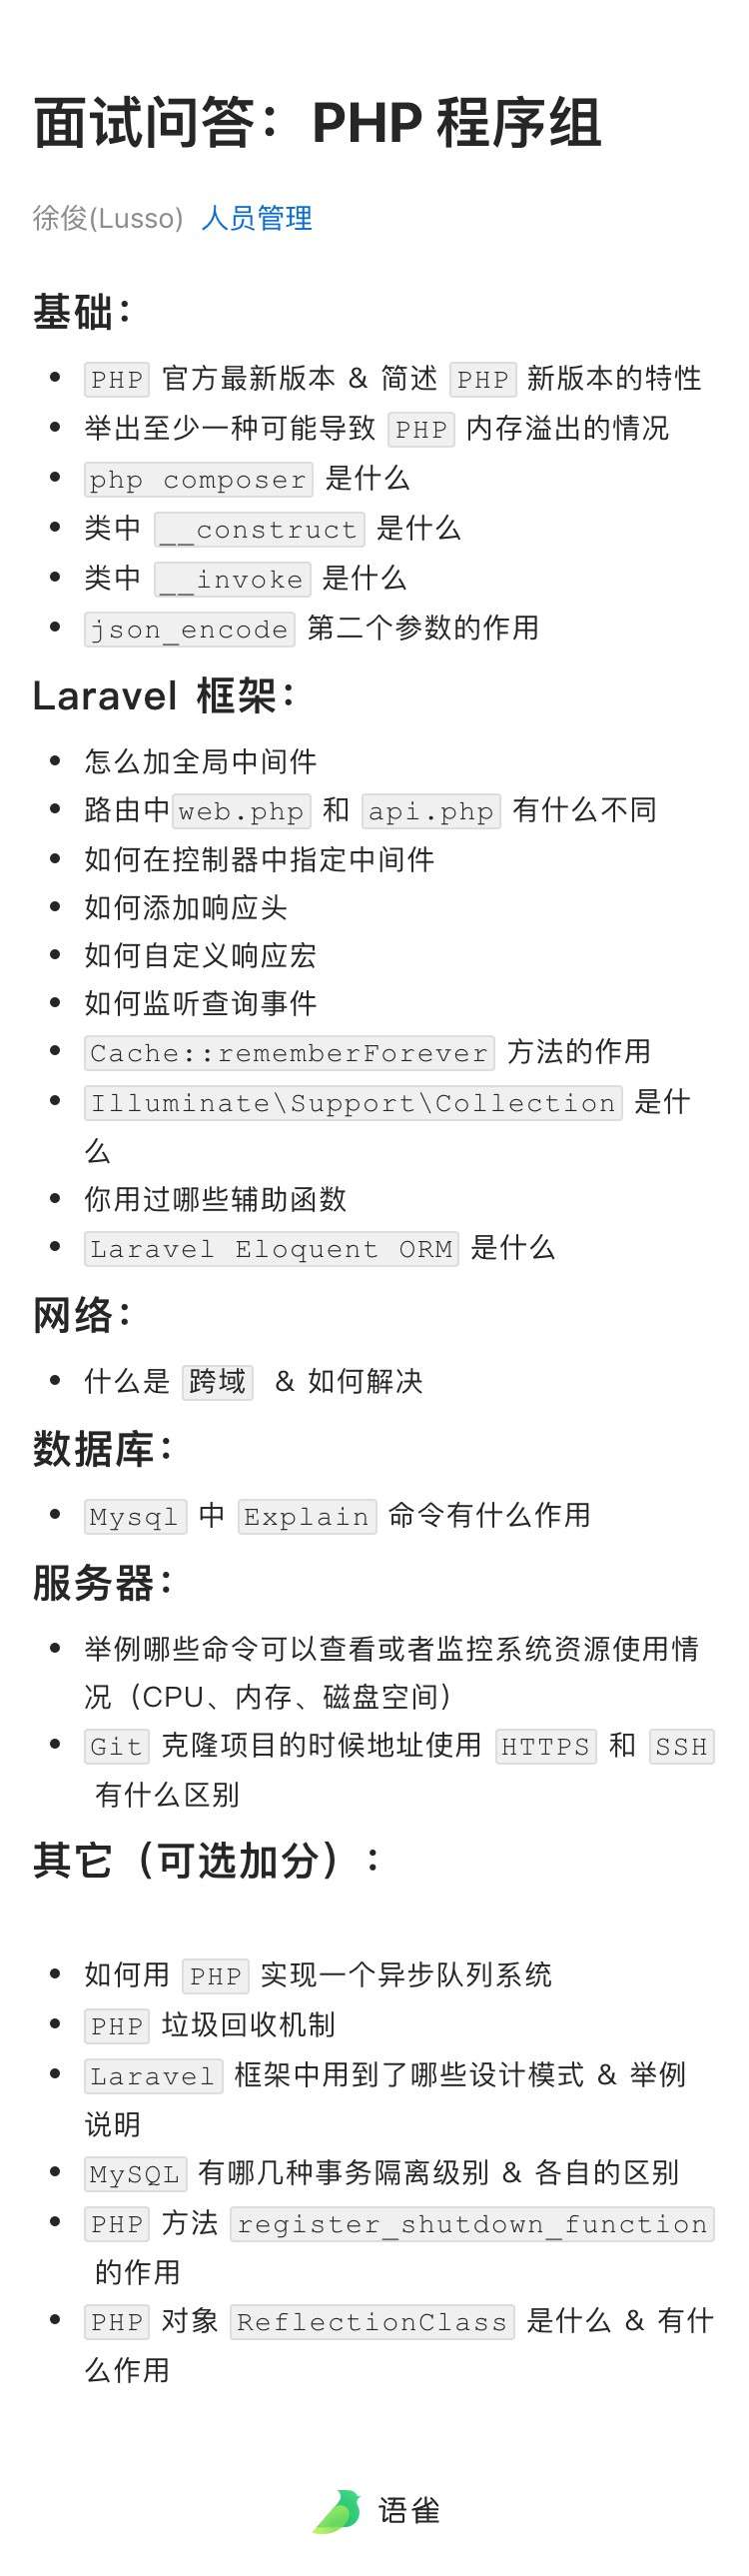 面试问答：PHP 程序组
徐俊(Lusso) 人员管理
基础：
PHP 官方最新版本 & 简述 PHP 新版本的特性
举出至少一种可能导致 PHP 内存溢出的情况
php composer 是什么
类中 __construct 是什么
类中 __invoke 是什么
json_encode 第二个参数的作用
Laravel 框架：
怎么加全局中间件
路由中web.php 和 api.php 有什么不同
如何在控制器中指定中间件
如何添加响应头
如何自定义响应宏
如何监听查询事件
Cache::rememberForever 方法的作用
Illuminate\Support\Collection 是什
么
你用过哪些辅助函数
Laravel Eloquent ORM 是什么
网络：
什么是 跨域 & 如何解决
数据库：
Mysql 中 Explain 命令有什么作用
服务器：
举例哪些命令可以查看或者监控系统资源使用情
况（CPU、内存、磁盘空间）
Git 克隆项目的时候地址使用 HTTPS 和 SSH
有什么区别
其它（可选加分）：
如何用 PHP 实现一个异步队列系统
PHP 垃圾回收机制
Laravel 框架中用到了哪些设计模式 & 举例
说明
MySQL 有哪几种事务隔离级别 & 各自的区别
PHP 方法 register_shutdown_function
的作用
PHP 对象 ReflectionClass 是什么 & 有什
么作用
语雀